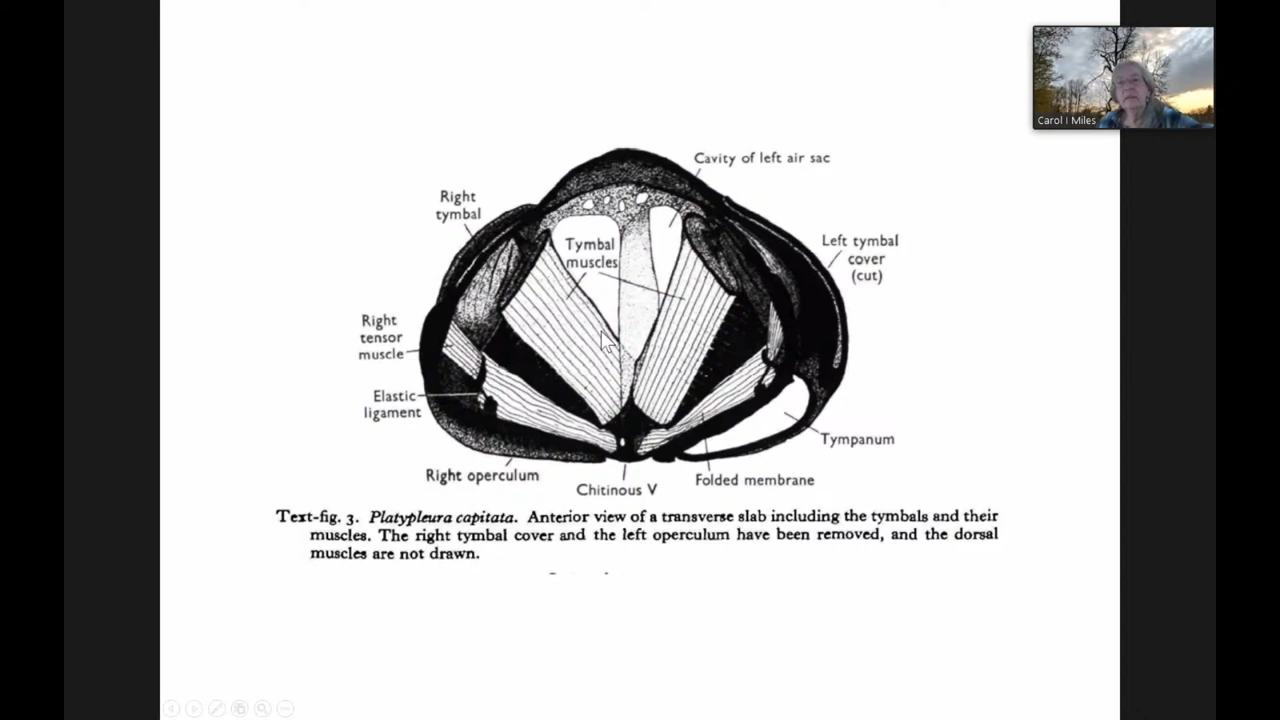 Carol I Miles
Cavity of left air sac
Right
tymbal
Tymbal
muscles
Left tymbal
cover
(cut)
Right
tensor
muscle
Elastic
ligament
Tympanum
Right operculum
Folded membrane
Chitinous V
Text-fig. 3. Platypleura capitata. Anterior view of a transverse slab including the tymbals and their
muscles. The right tymbal cover and the left operculum have been removed, and the dorsal
muscles are not drawn.